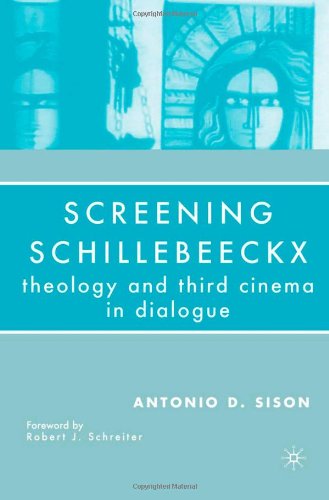 SCREENING
SCHILLEBEECKX
theology and third cinema
in dialogue
ANTONIO D. SISON
Foreword by
Robert J. Schreiter